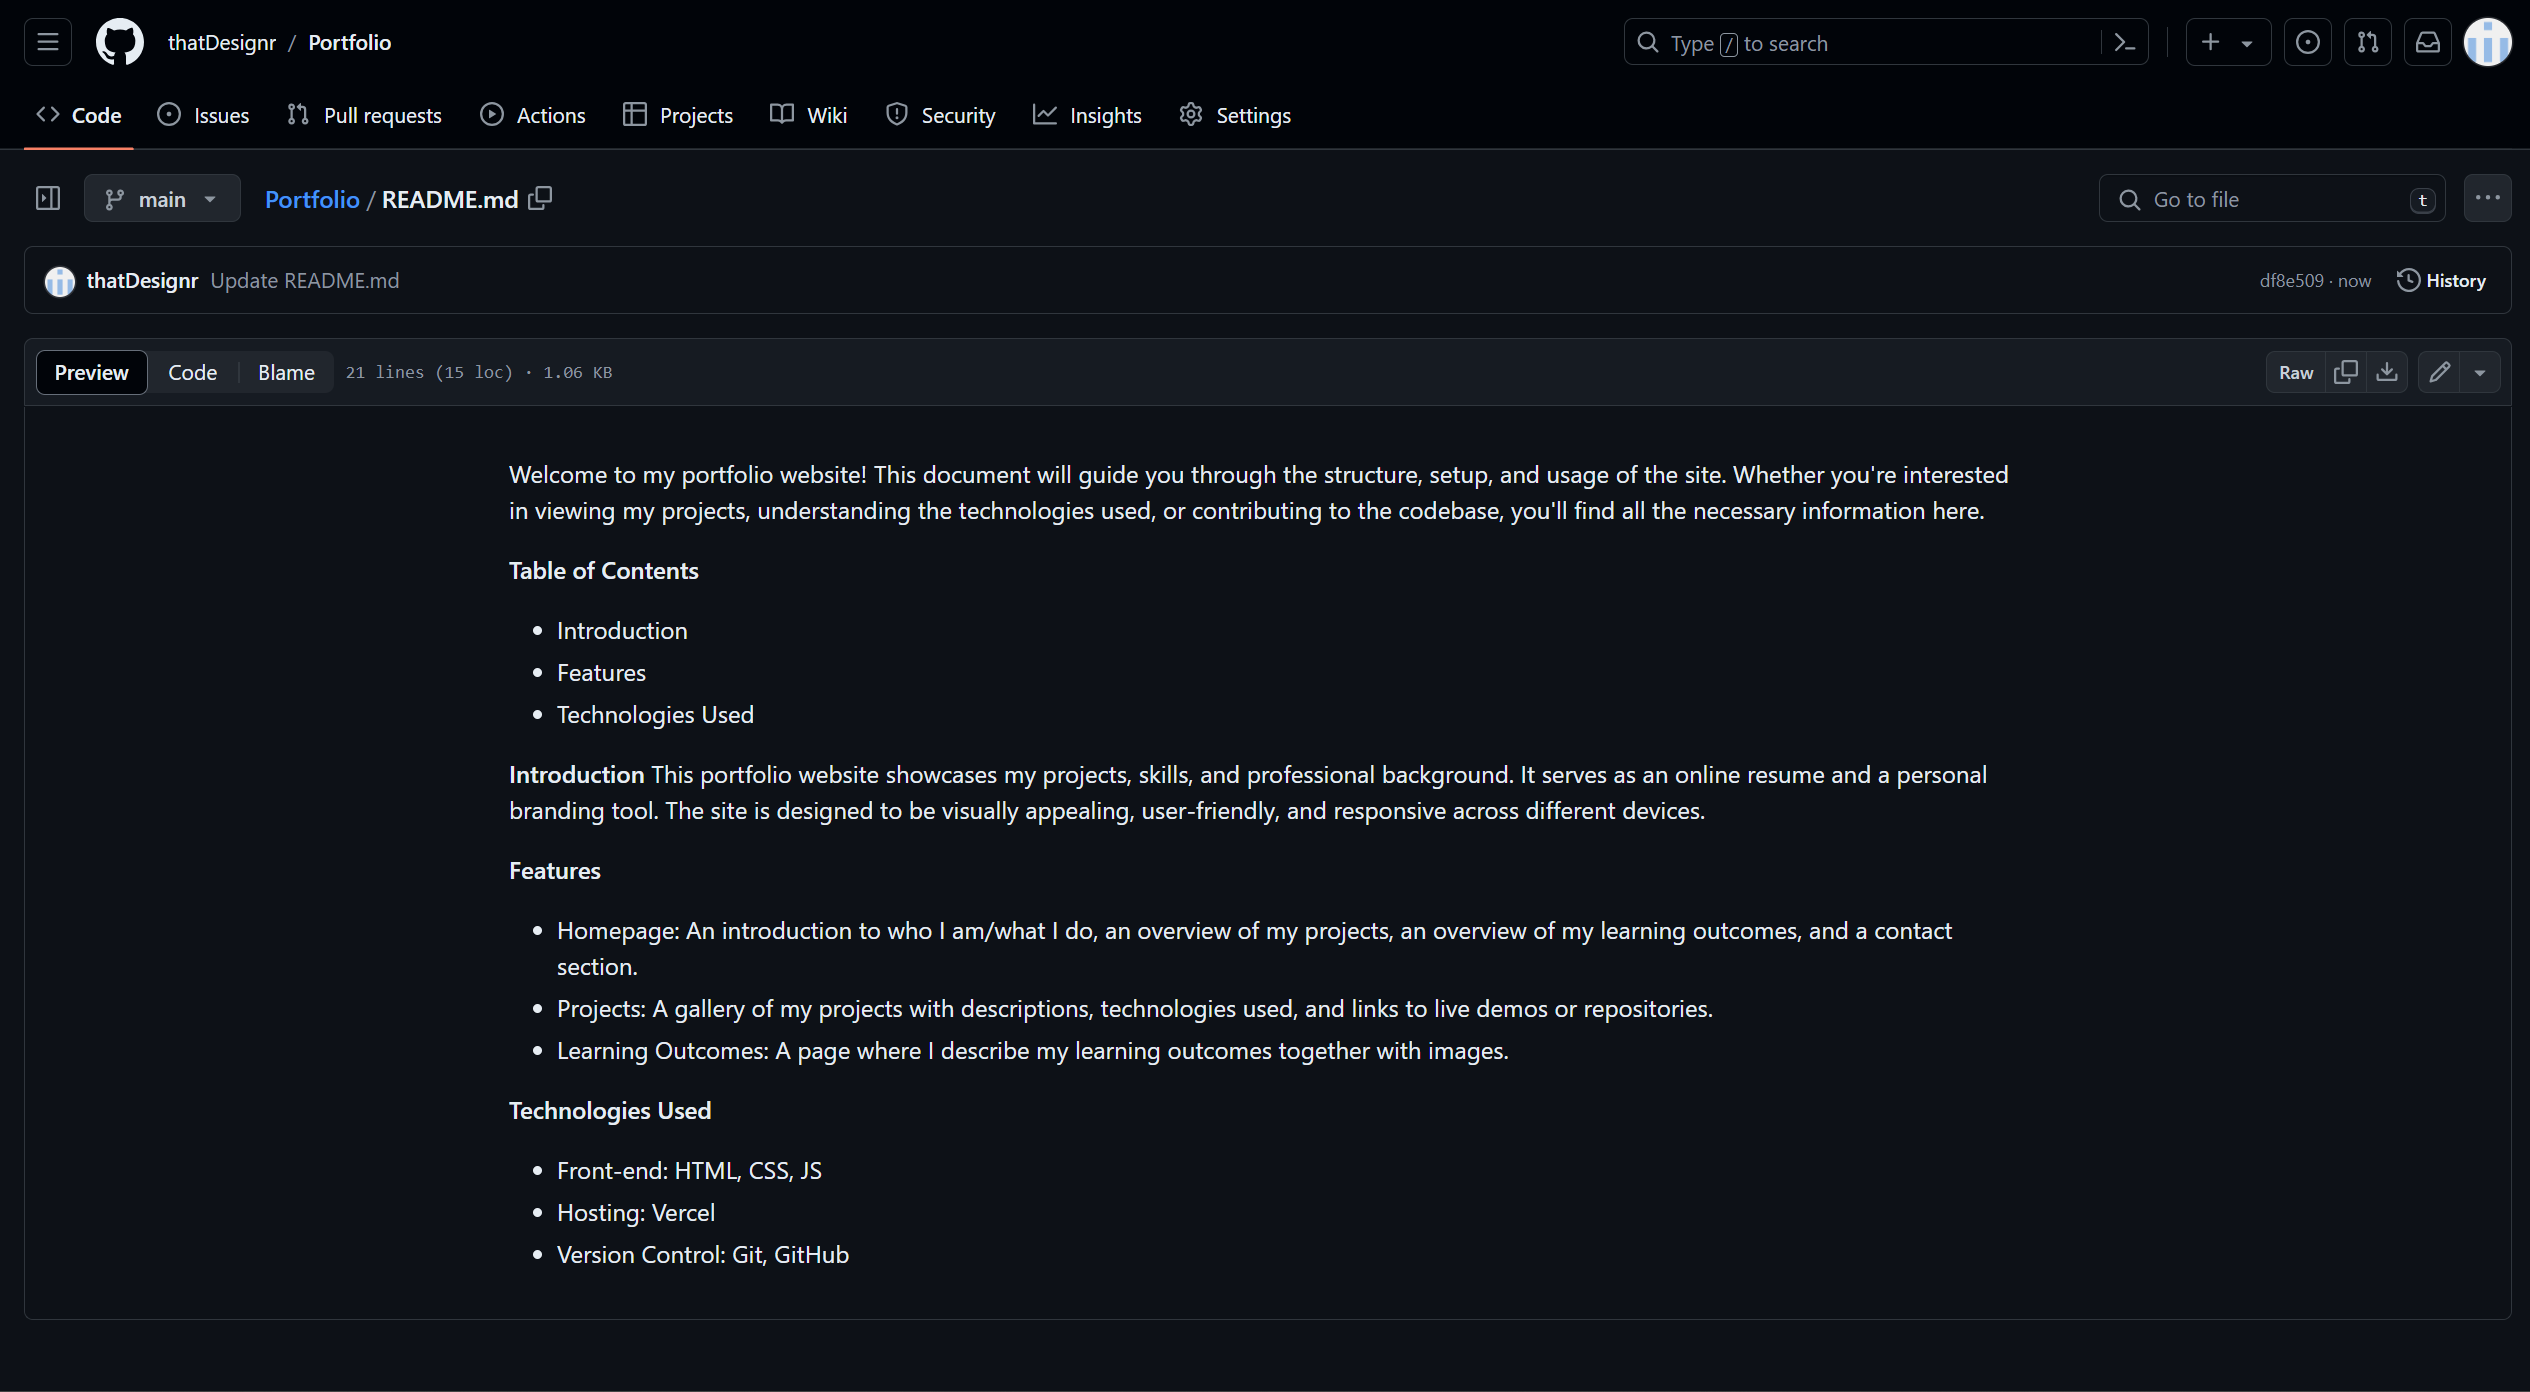 thatDesignr / Portfolio
Type / to search
Code Issues Pull requests Actions Projects Wiki Security Insights Settings
main
Portfolio / README.md
Go to file t
thatDesignr Update README.md
df8e509 · now History
Preview Code Blame 21 lines (15 loc) · 1.06 KB
Raw
Welcome to my portfolio website! This document will guide you through the structure, setup, and usage of the site. Whether you're interested
in viewing my projects, understanding the technologies used, or contributing to the codebase, you'll find all the necessary information here.
Table of Contents
• Introduction
• Features
• Technologies Used
Introduction This portfolio website showcases my projects, skills, and professional background. It serves as an online resume and a personal
branding tool. The site is designed to be visually appealing, user-friendly, and responsive across different devices.
Features
• Homepage: An introduction to who I am/what I do, an overview of my projects, an overview of my learning outcomes, and a contact
section.
• Projects: A gallery of my projects with descriptions, technologies used, and links to live demos or repositories.
• Learning Outcomes: A page where I describe my learning outcomes together with images.
Technologies Used
• Front-end: HTML, CSS, JS
• Hosting: Vercel
• Version Control: Git, GitHub